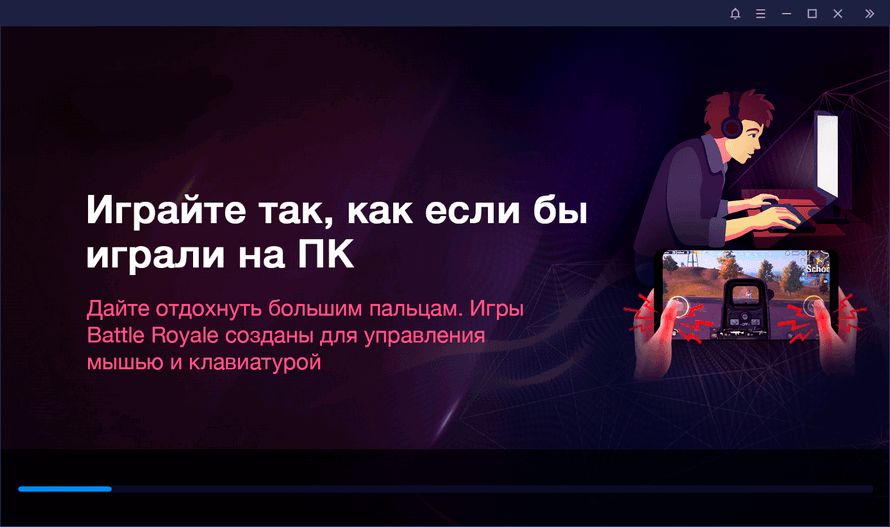 Играйте так, как если бы
играли на ПК
Дайте отдохнуть большим пальцам. Игры
Battle Royale созданы для управления
мышью и клавиатурой